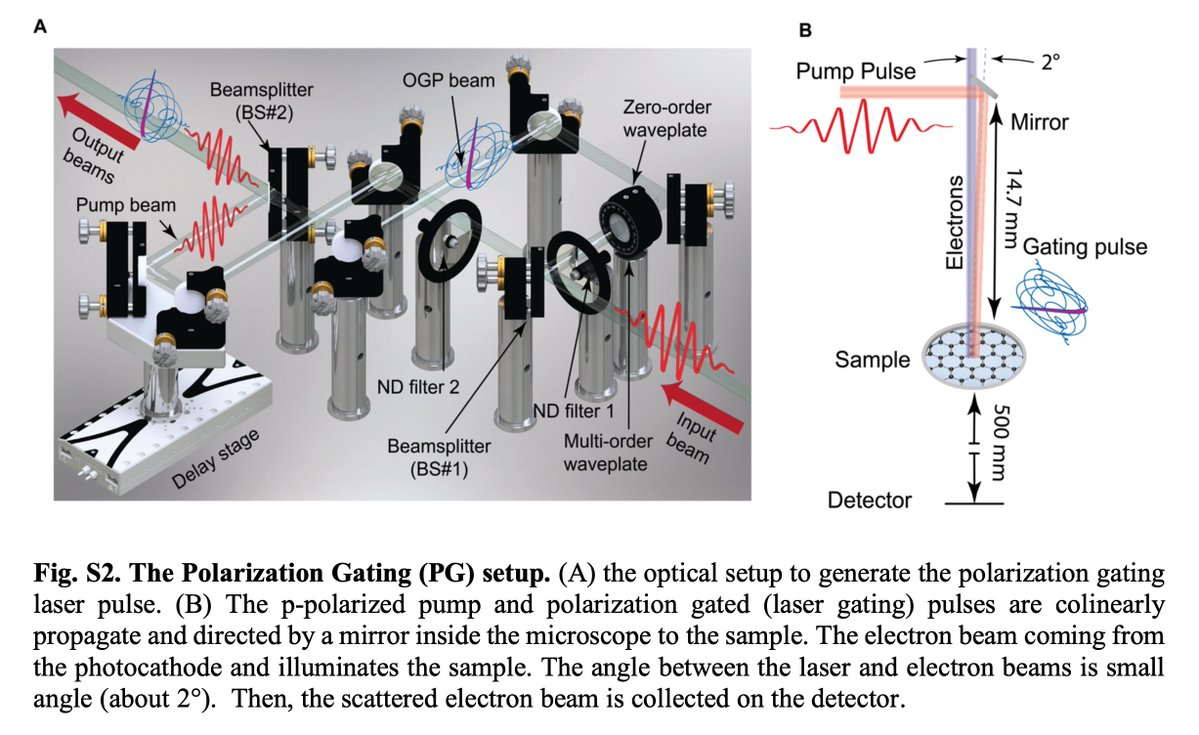 A
Beamsplitter
(BS#2)
OGP beam
Zero-order
waveplate
Output
beams
Pump beam
ND filter 2
ND filter 1
Beamsplitter
(BS#1)
Multi-order
waveplate
Input
beam
Delay stage
B
Pump Pulse
2°
Mirror
14.7 mm
Electrons
Gating pulse
Sample
500 mm
Detector
Fig. S2. The Polarization Gating (PG) setup. (A) the optical setup to generate the polarization gating
laser pulse. (B) The p-polarized pump and polarization gated (laser gating) pulses are colinearly
propagate and directed by a mirror inside the microscope to the sample. The electron beam coming from
the photocathode and illuminates the sample. The angle between the laser and electron beams is small
angle (about 2°). Then, the scattered electron beam is collected on the detector.